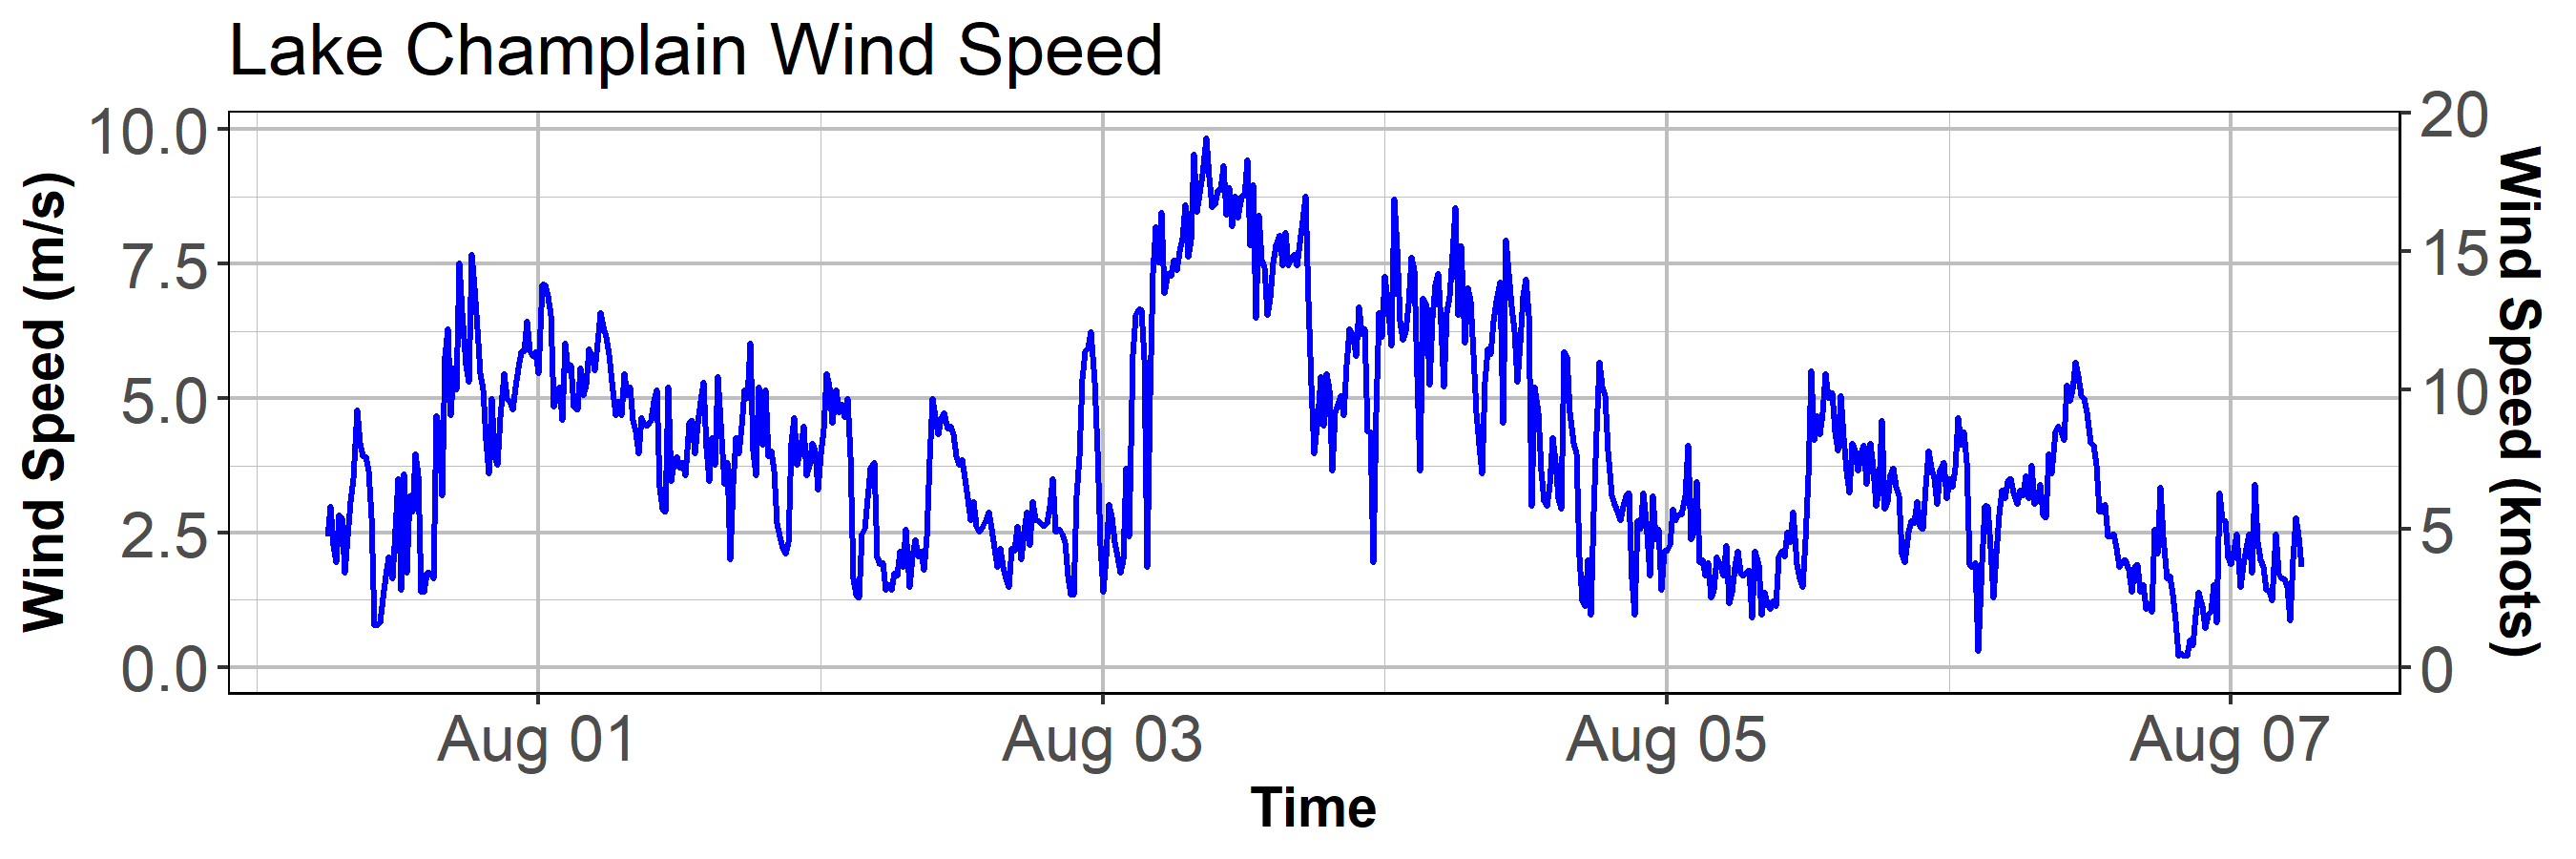 Lake Champlain Wind Speed
Wind Speed (m/s)
10.0
7.5
5.0
2.5
0.0
20
15
10
5
0
Wind Speed (knots)
Aug 01 Aug 03 Aug 05 Aug 07
Time